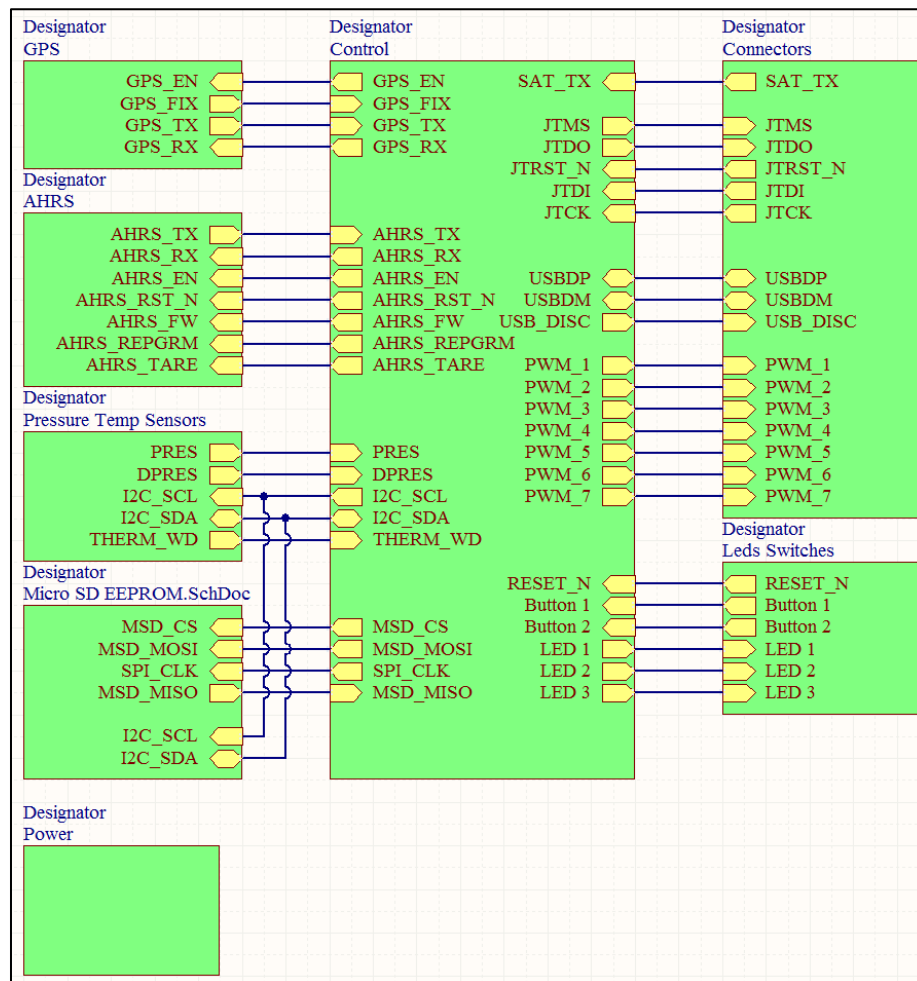 Designator
GPS
GPS_EN
GPS_FIX
GPS_TX
GPS_RX
Designator
AHRS
AHRS_TX
AHRS_RX
AHRS_EN
AHRS_RST_N
AHRS_FW
AHRS_REPGRM
AHRS_TARE
Designator
Pressure Temp Sensors
PRES
DPRES
I2C_SCL
I2C_SDA
THERM_WD
Designator
Micro SD EEPROM.SchDoc
MSD_CS
MSD_MOSI
SPI_CLK
MSD_MISO
I2C_SCL
I2C_SDA
Designator
Power
Designator
Control
GPS_EN
GPS_FIX
GPS_TX
GPS_RX
AHRS_TX
AHRS_RX
AHRS_EN
AHRS_RST_N
AHRS_FW
AHRS_REPGRM
AHRS_TARE
PRES
DPRES
I2C_SCL
I2C_SDA
THERM_WD
MSD_CS
MSD_MOSI
SPI_CLK
MSD_MISO
SAT_TX
JTMS
JTDO
JTRST_N
JTDI
JTCK
USBDP
USBDM
USB_DISC
PWM_1
PWM_2
PWM_3
PWM_4
PWM_5
PWM_6
PWM_7
RESET_N
Button 1
Button 2
LED 1
LED 2
LED 3
Designator
Connectors
SAT_TX
JTMS
JTDO
JTRST_N
JTDI
JTCK
USBDP
USBDM
USB_DISC
PWM_1
PWM_2
PWM_3
PWM_4
PWM_5
PWM_6
PWM_7
Designator
Leds Switches
RESET_N
Button 1
Button 2
LED 1
LED 2
LED 3